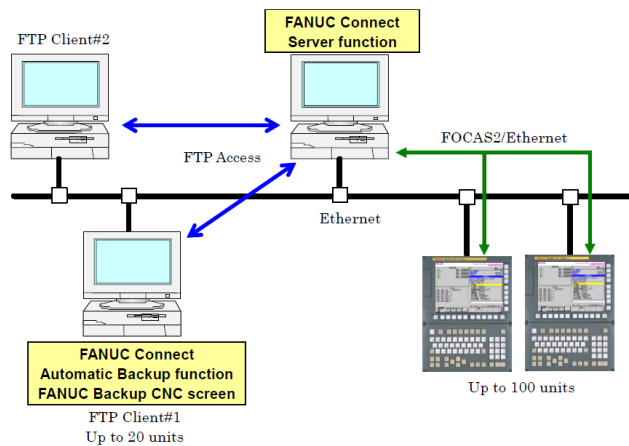 FANUC Connect
Server function
FTP Client#2
FOCAS2/Ethernet
FTP Access
Ethernet
FANUC Connect
Automatic Backup function
FANUC Backup CNC screen
FTP Client#1
Up to 20 units
Up to 100 units